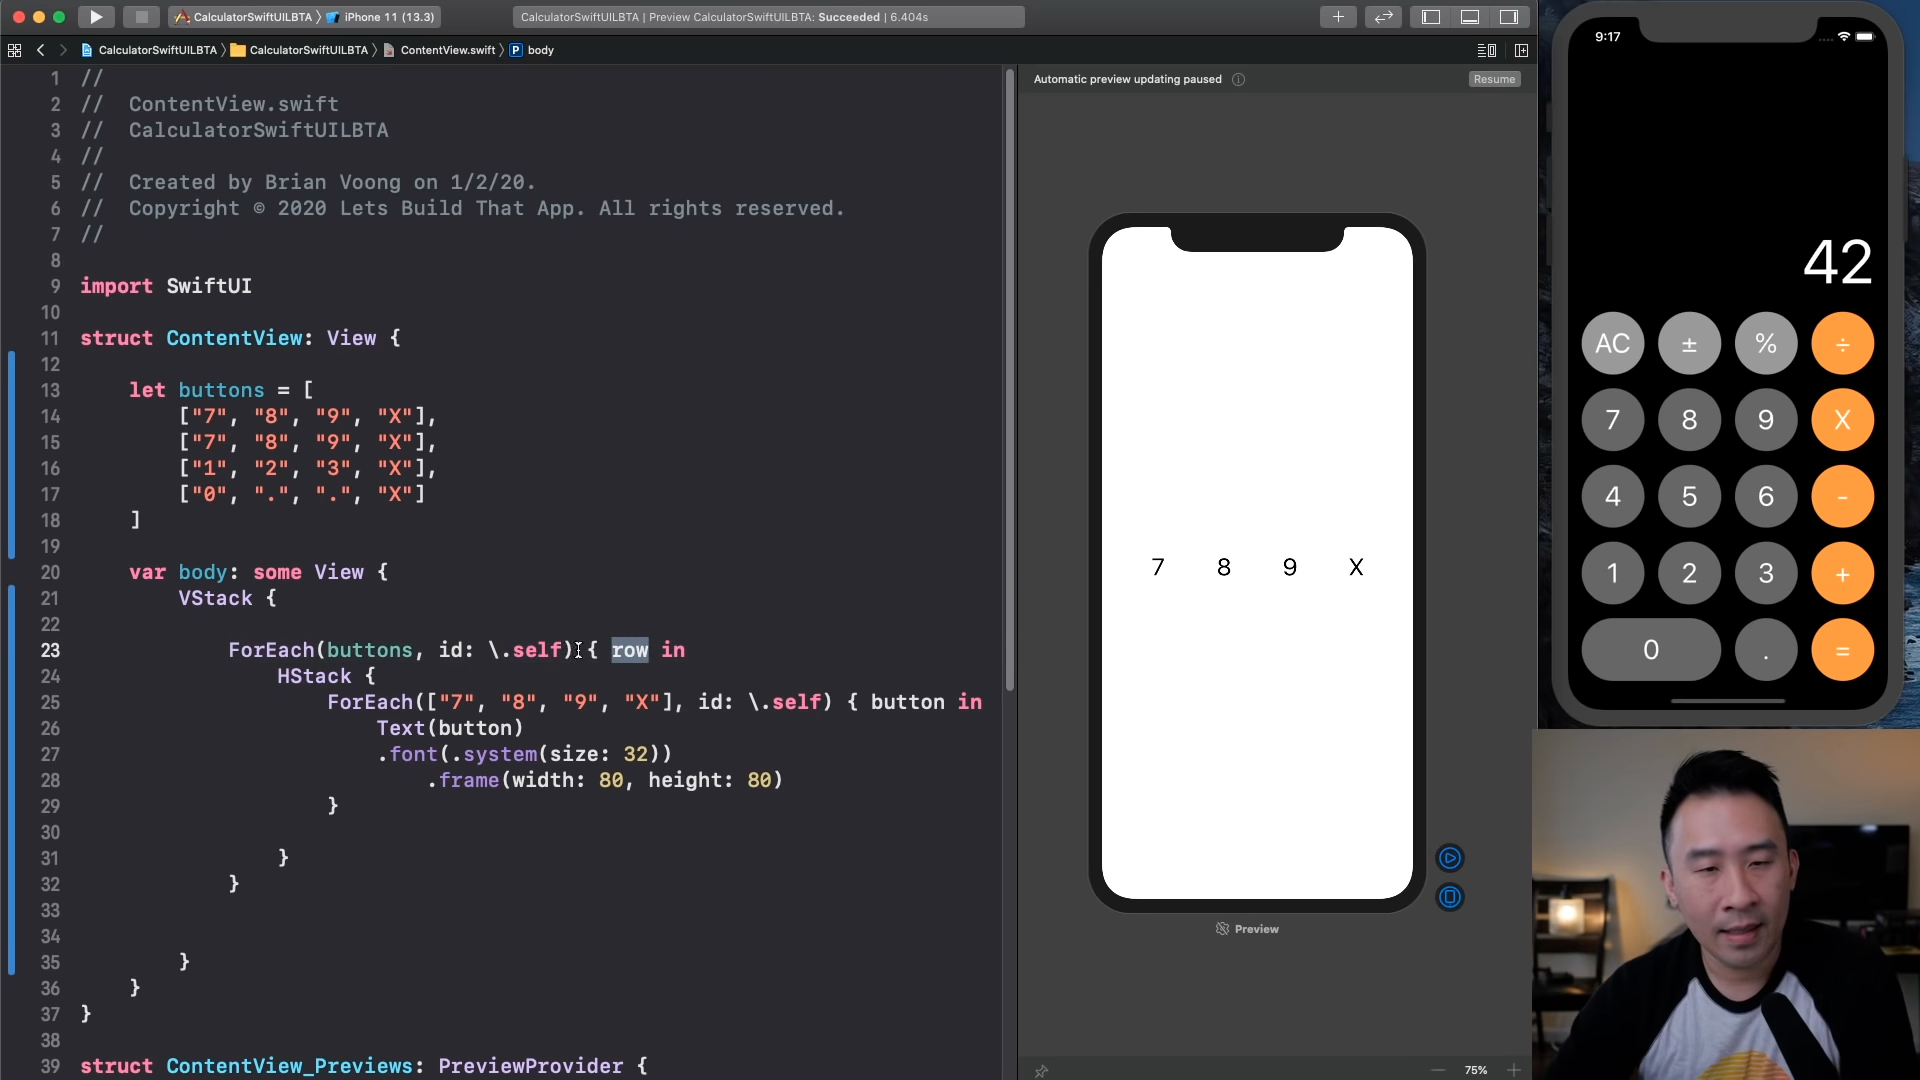 CalculatorSwiftUILBTA
iPhone 11 (13.3)
CalculatorSwiftUILBTA | Preview CalculatorSwiftUILBTA: Succeeded | 6.404s
CalculatorSwiftUILBTA
CalculatorSwiftUILBTA
ContentView.swift
P body
1 //
2 //  ContentView.swift
3 //  CalculatorSwiftUILBTA
4 //
5 //  Created by Brian Voong on 1/2/20.
6 //  Copyright © 2020 Lets Build That App. All rights reserved.
7 //
8
9 import SwiftUI
10
11 struct ContentView: View {
12
13     let buttons = [
14         ["7", "8", "9", "X"],
15         ["7", "8", "9", "X"],
16         ["1", "2", "3", "X"],
17         ["0", ".", ".", "X"]
18     ]
19
20     var body: some View {
21         VStack {
22
23             ForEach(buttons, id: \.self) { row in
24                 HStack {
25                     ForEach(["7", "8", "9", "X"], id: \.self) { button in
26                         Text(button)
27                         .font(.system(size: 32))
28                             .frame(width: 80, height: 80)
29                     }
30
31                 }
32             }
33
34
35         }
36     }
37 }
38
39 struct ContentView_Previews: PreviewProvider {
Automatic preview updating paused
Resume
7 8 9 X
Preview
75%
9:17
42
AC ± % ÷
7 8 9 X
4 5 6 -
1 2 3 +
0 . =